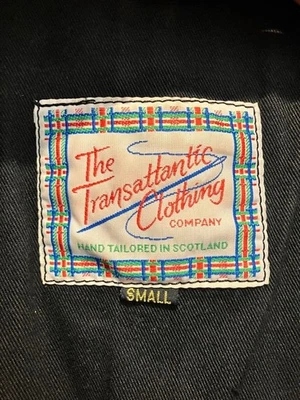 The
Transatlantic
Clothing
COMPANY
HAND TAILORED IN SCOTLAND
SMALL